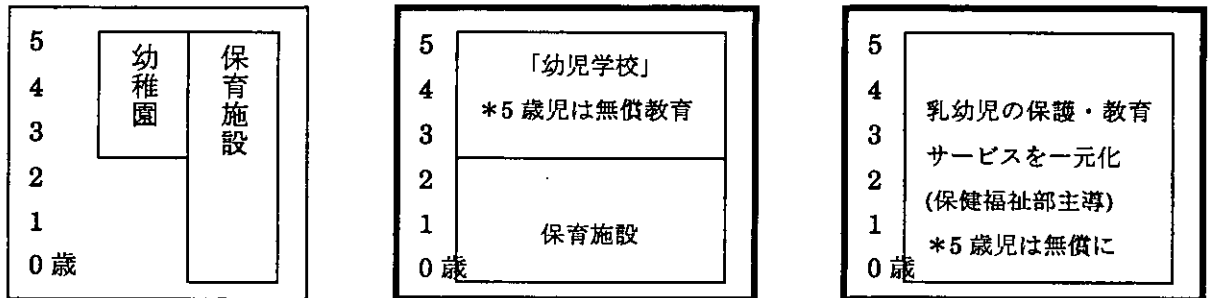 5
4
3
2
1
0歳
幼稚園
保育施設
5
4
3
2
1
0歳
「幼児学校」
*5歳児は無償教育
保育施設
5
4
3
2
1
0歳
乳幼児の保護・教育
サービスを一元化
(保健福祉部主導)
*5歳児は無償に